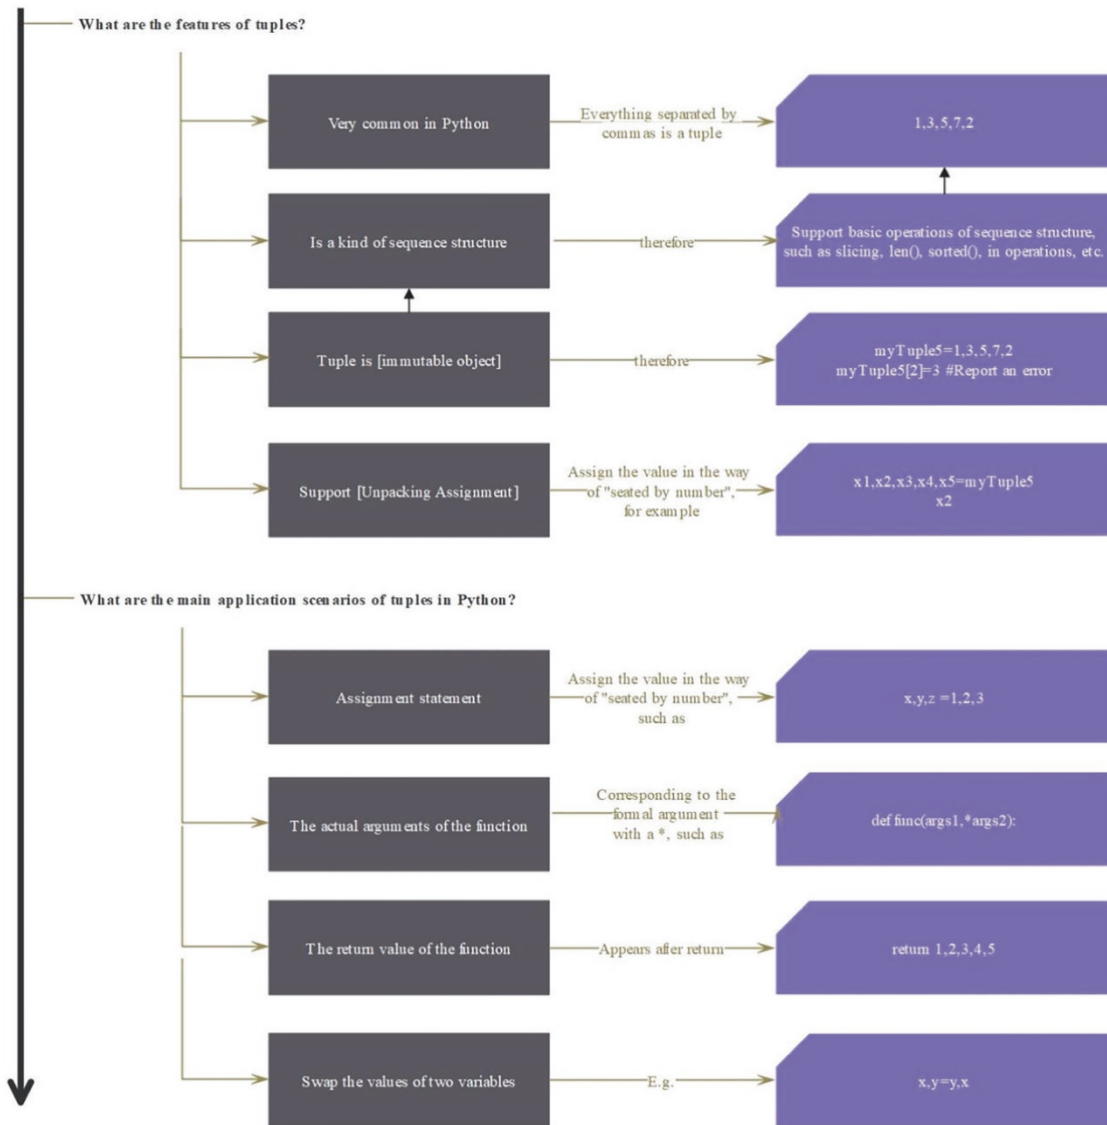 What are the features of tuples?
Very common in Python
Everything separated by
commas is a tuple
1,3,5,7,2
Is a kind of sequence structure
therefore
Support basic operations of sequence structure,
such as slicing, len(), sorted(), in operations, etc.
Tuple is [immutable object]
therefore
myTuple5=1,3,5,7,2
myTuple5[2]=3 #Report an error
Support [Unpacking Assignment]
Assign the value in the way
of "seated by number",
for example
x1,x2,x3,x4,x5=myTuple5
x2
What are the main application scenarios of tuples in Python?
Assignment statement
Assign the value in the way
of "seated by number",
such as
x,y,z =1,2,3
The actual arguments of the function
Corresponding to the
formal argument
with a *, such as
def func(args1,*args2):
The return value of the function
Appears after return
return 1,2,3,4,5
Swap the values of two variables
E.g.
x,y=y,x